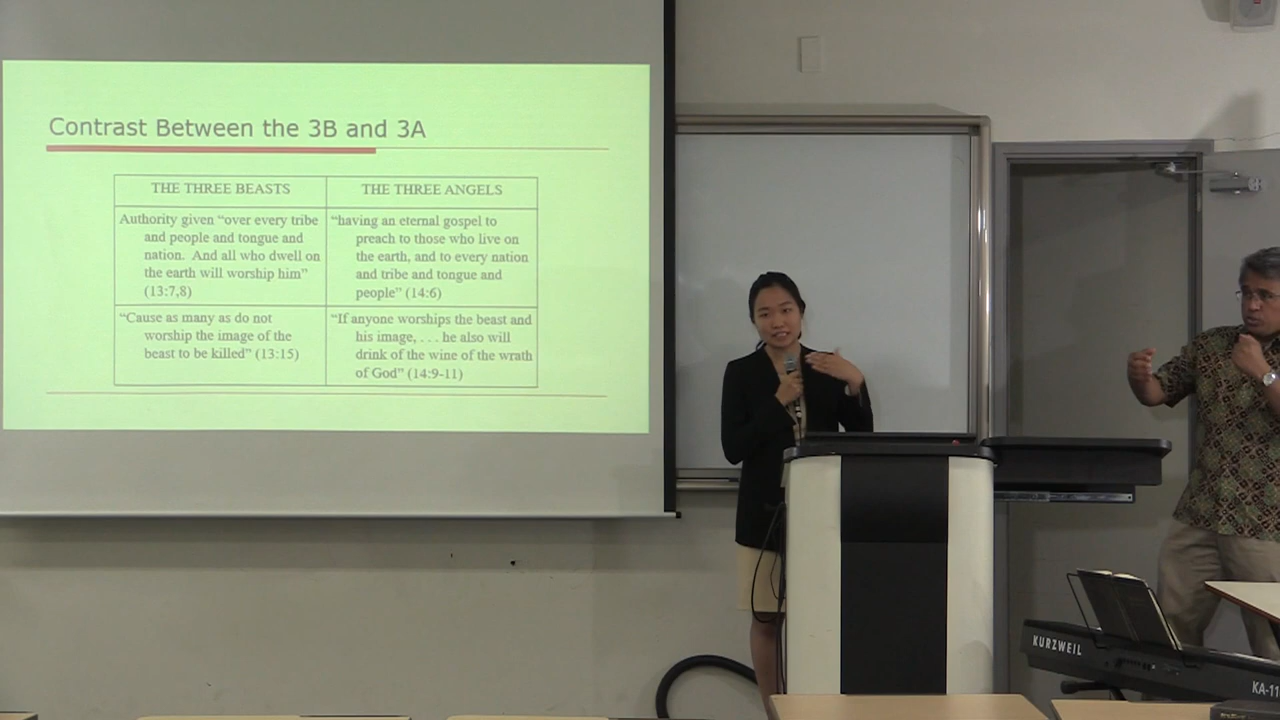 Contrast Between the 3B and 3A
THE THREE BEASTS
THE THREE ANGELS
Authority given “over every tribe
and people and tongue and
nation. And all who dwell on
the earth will worship him”
(13:7,8)
“having an eternal gospel to
preach to those who live on
the earth, and to every nation
and tribe and tongue and
people” (14:6)
“Cause as many as do not
worship the image of the
beast to be killed” (13:15)
“If anyone worships the beast and
his image, . . . he also will
drink of the wine of the wrath
of God” (14:9-11)
KURZWEIL
KA-11